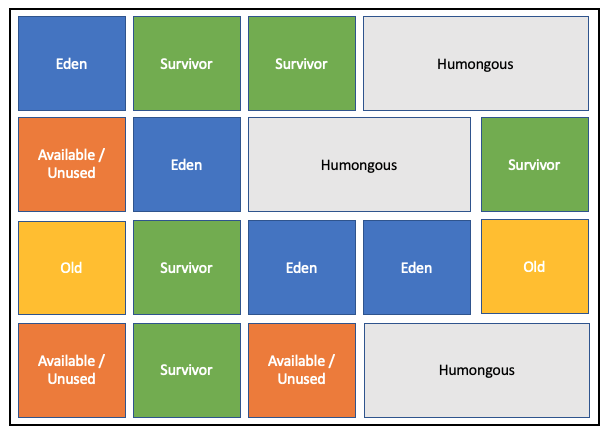 Eden
Survivor
Survivor
Humongous
Available /
Unused
Eden
Humongous
Survivor
Old
Survivor
Eden
Eden
Old
Available /
Unused
Survivor
Available /
Unused
Humongous